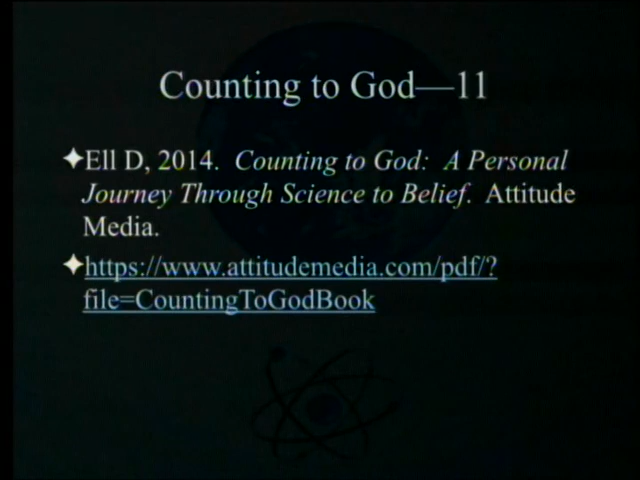 Counting to God—11
Ell D, 2014. Counting to God: A Personal
Journey Through Science to Belief. Attitude
Media.
https://www.attitudemedia.com/pdf/?
file=CountingToGodBook